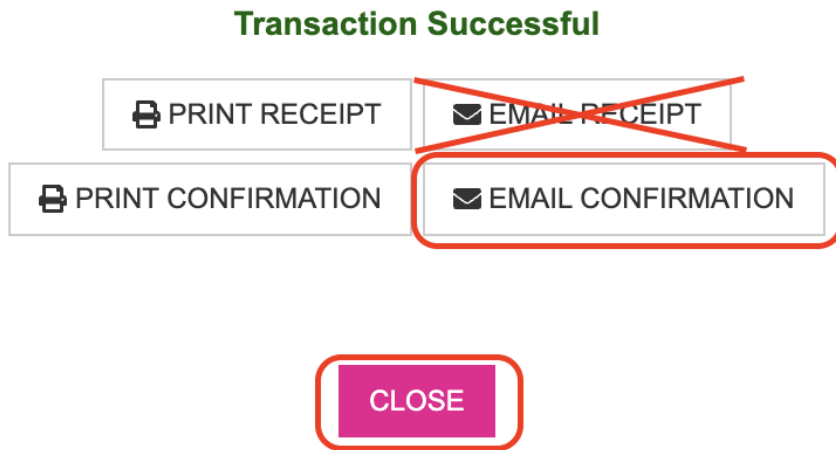 Transaction Successful
PRINT RECEIPT EMAIL RECEIPT
PRINT CONFIRMATION EMAIL CONFIRMATION
CLOSE